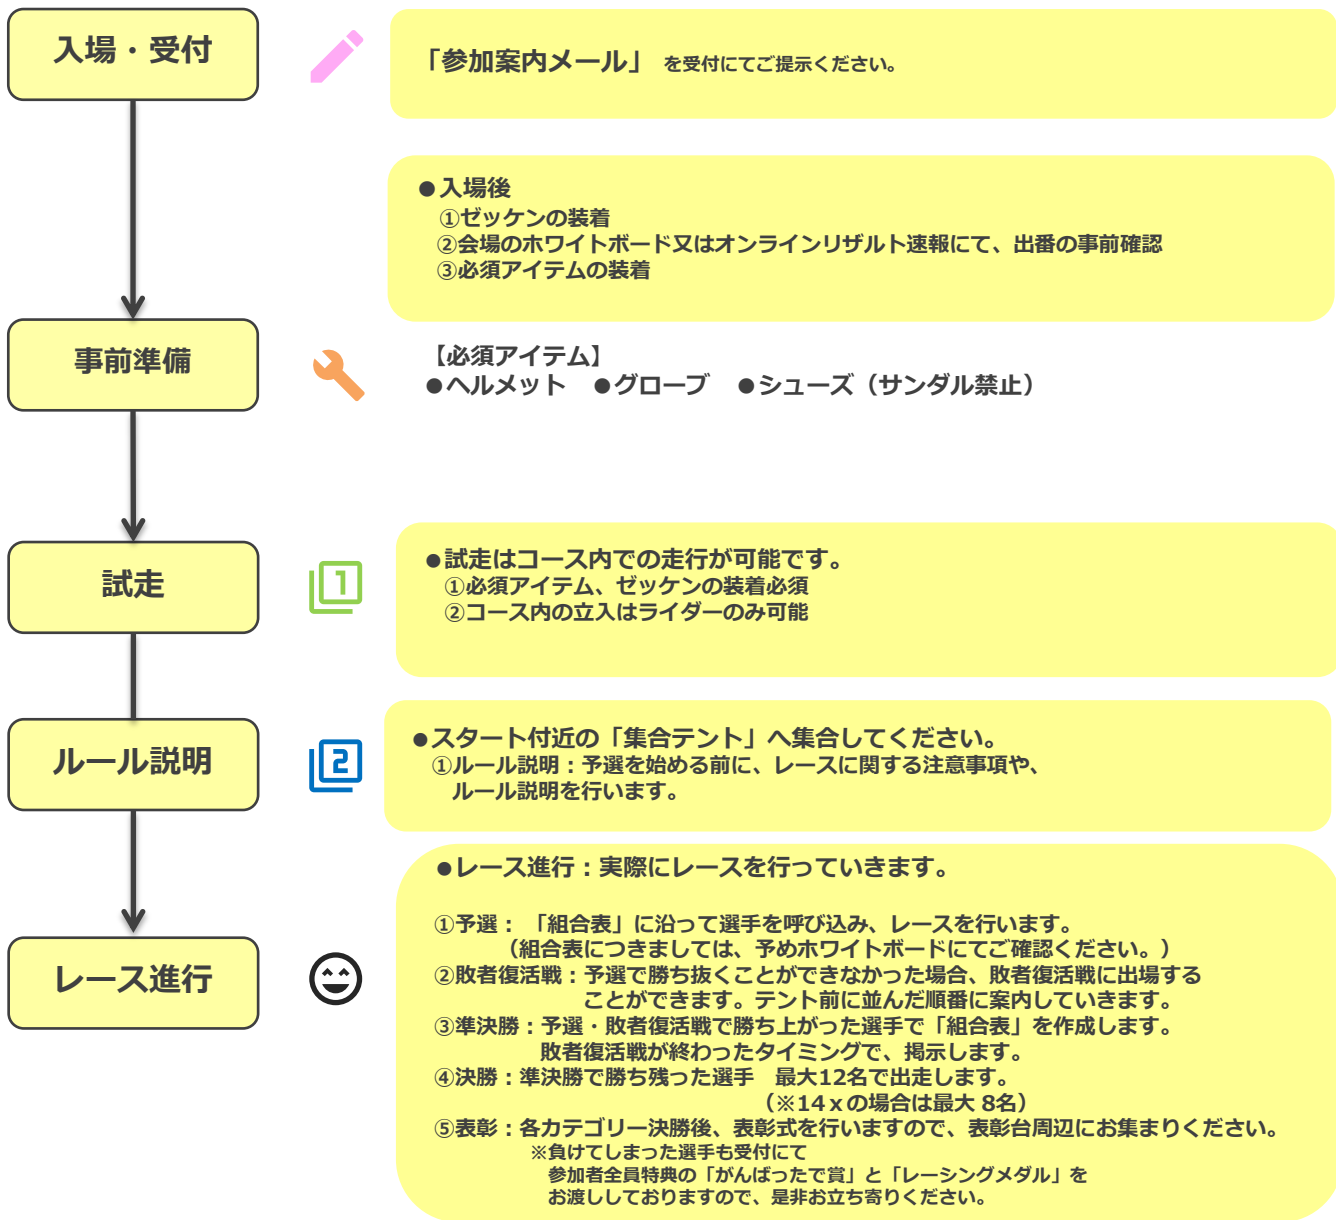 入場・受付
「参加案内メール」 を受付にてご提示ください。
●入場後
①ゼッケンの装着
②会場のホワイトボード又はオンラインリザルト速報にて、出番の事前確認
③必須アイテムの装着
事前準備
【必須アイテム】
●ヘルメット　●グローブ　●シューズ（サンダル禁止）
試走
1
●試走はコース内での走行が可能です。
①必須アイテム、ゼッケンの装着必須
②コース内の立入はライダーのみ可能
ルール説明
2
●スタート付近の「集合テント」へ集合してください。
①ルール説明：予選を始める前に、レースに関する注意事項や、
ルール説明を行います。
レース進行
●レース進行：実際にレースを行っていきます。
①予選：「組合表」に沿って選手を呼び込み、レースを行います。
（組合表につきましては、予めホワイトボードにてご確認ください。）
②敗者復活戦：予選で勝ち抜くことができなかった場合、敗者復活戦に出場する
ことができます。テント前に並んだ順番に案内していきます。
③準決勝：予選・敗者復活戦で勝ち上がった選手で「組合表」を作成します。
敗者復活戦が終わったタイミングで、掲示します。
④決勝：準決勝で勝ち残った選手　最大12名で出走します。
（※14ｘの場合は最大 8名）
⑤表彰：各カテゴリー決勝後、表彰式を行いますので、表彰台周辺にお集まりください。
※負けてしまった選手も受付にて
参加者全員特典の「がんばったで賞」と「レーシングメダル」を
お渡ししておりますので、是非お立ち寄りください。